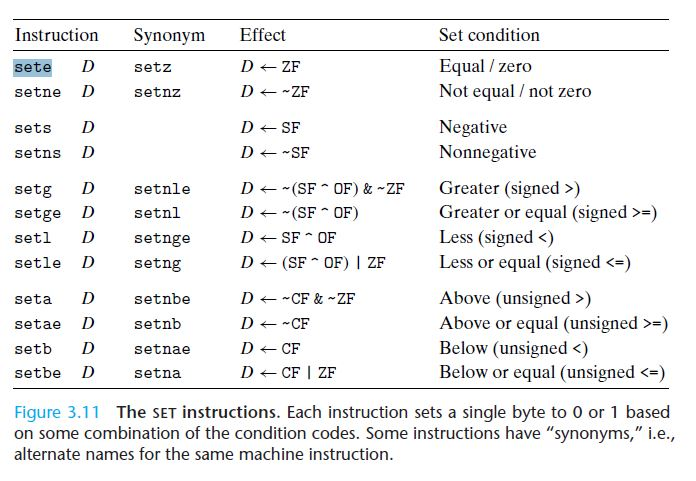 Instruction Synonym Effect Set condition
sete D setz D ← ZF Equal / zero
setne D setnz D ← ~ZF Not equal / not zero
sets D D ← SF Negative
setns D D ← ~SF Nonnegative
setg D setnle D ← ~(SF ^ OF) & ~ZF Greater (signed >)
setge D setnl D ← ~(SF ^ OF) Greater or equal (signed >=)
setl D setnge D ← SF ^ OF Less (signed <)
setle D setng D ← (SF ^ OF) | ZF Less or equal (signed <=)
seta D setnbe D ← ~CF & ~ZF Above (unsigned >)
setae D setnb D ← ~CF Above or equal (unsigned >=)
setb D setnae D ← CF Below (unsigned <)
setbe D setna D ← CF | ZF Below or equal (unsigned <=)
Figure 3.11 The SET instructions. Each instruction sets a single byte to 0 or 1 based
on some combination of the condition codes. Some instructions have “synonyms,” i.e.,
alternate names for the same machine instruction.